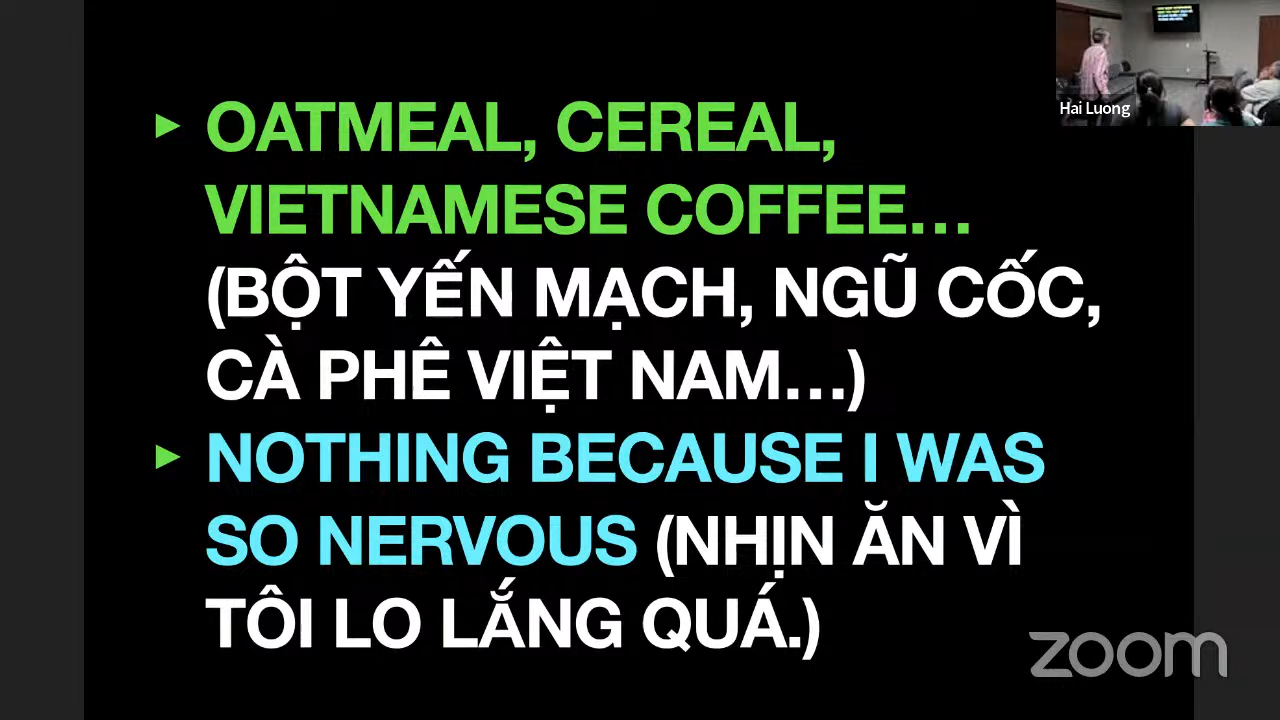 Hai Luong
► OATMEAL, CEREAL,
VIETNAMESE COFFEE…
(BỘT YẾN MẠCH, NGŨ CỐC,
CÀ PHÊ VIỆT NAM…)
► NOTHING BECAUSE I WAS
SO NERVOUS (NHỊN ĂN VÌ
TÔI LO LẮNG QUÁ.)
zoom